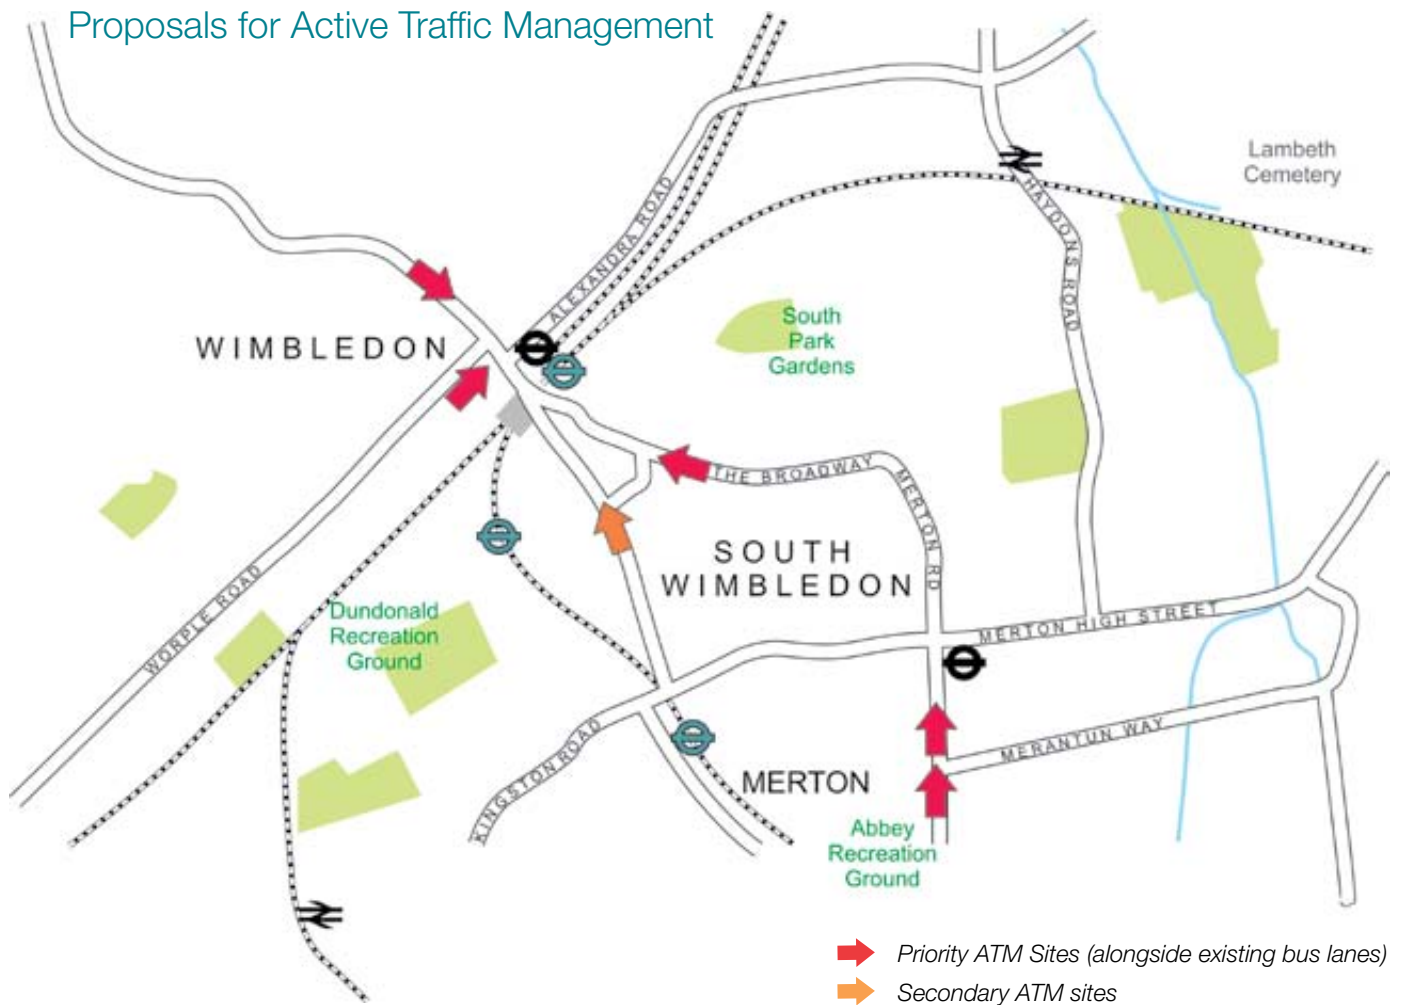 Proposals for Active Traffic Management
Lambeth
Cemetery
HAYDONS ROAD
ALEXANDRA ROAD
WIMBLEDON
South
Park
Gardens
THE BROADWAY
MERTON RD
SOUTH
WIMBLEDON
WORPLE ROAD
Dundonald
Recreation
Ground
MERTON HIGH STREET
KINGSTON ROAD
MERANTUN WAY
MERTON
Abbey
Recreation
Ground
Priority ATM Sites (alongside existing bus lanes)
Secondary ATM sites